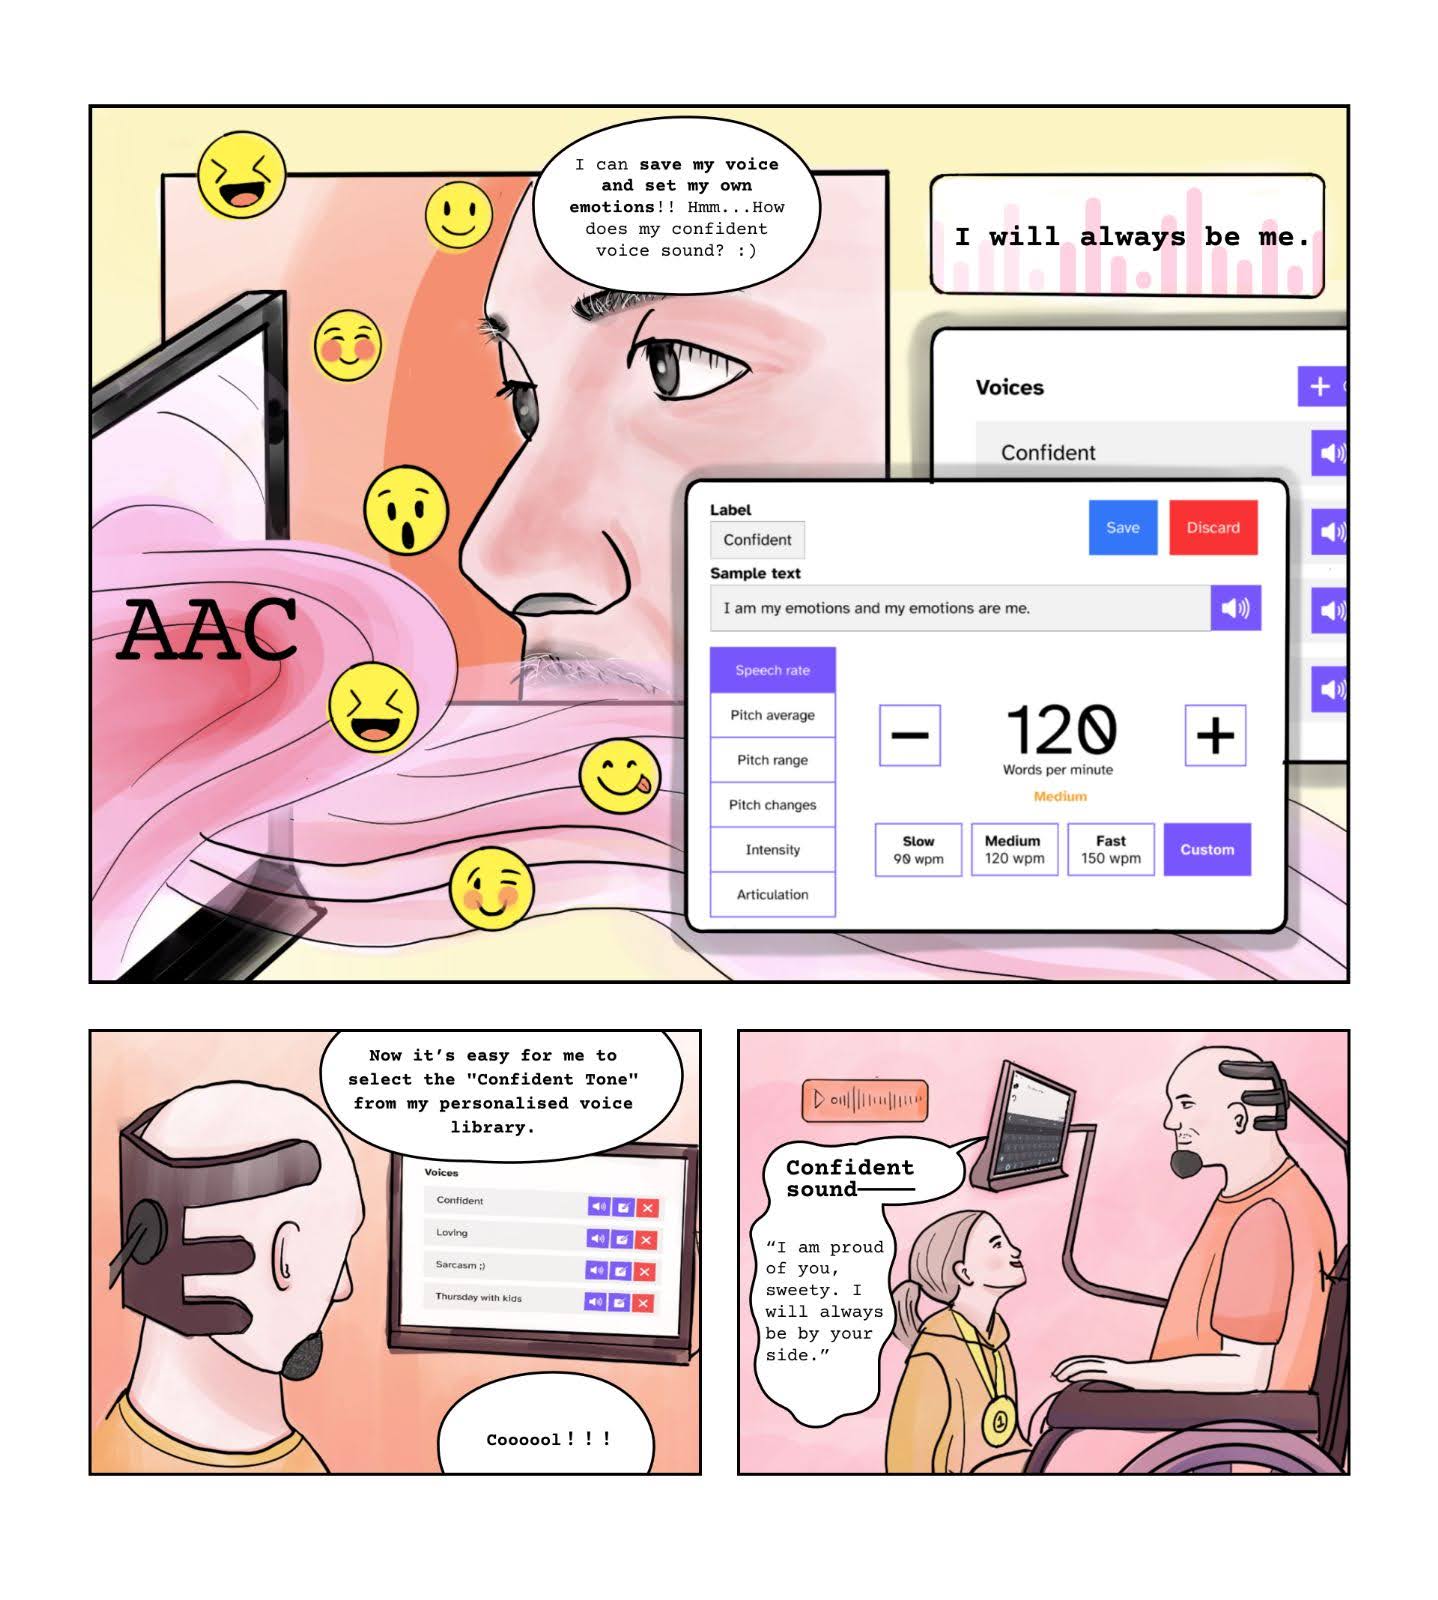 I can save my voice
and set my own
emotions!! Hmm...How
does my confident
voice sound? :)
I will always be me.
Voices
+
Confident
AAC
Label
Confident
Save
Discard
Sample text
I am my emotions and my emotions are me.
Speech rate
Pitch average
Pitch range
Pitch changes
Intensity
Articulation
−
120
+
Words per minute
Medium
Slow
90 wpm
Medium
120 wpm
Fast
150 wpm
Custom
Now it’s easy for me to
select the "Confident Tone"
from my personalised voice
library.
Voices
Confident
Loving
Sarcasm ;)
Thursday with kids
Coooool!!!
Confident
sound——
“I am proud
of you,
sweety. I
will always
be by your
side.”
1